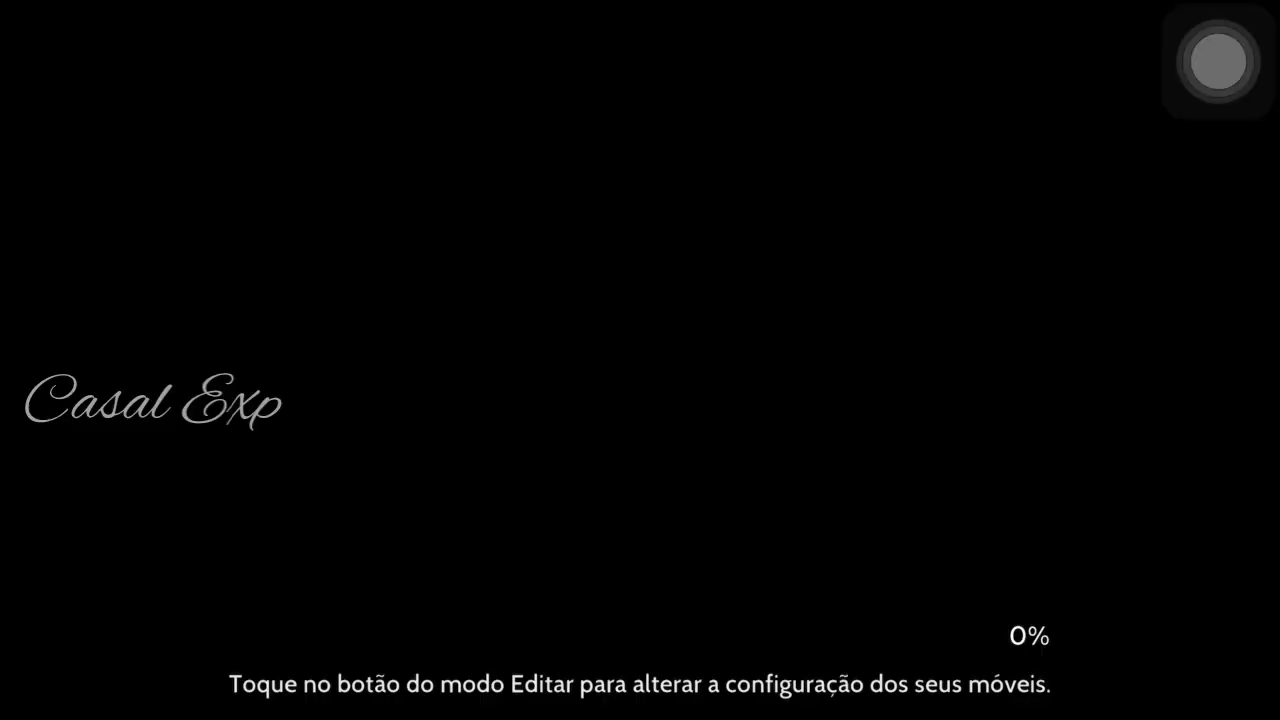 Casal Exp
0%
Toque no botão do modo Editar para alterar a configuração dos seus móveis.